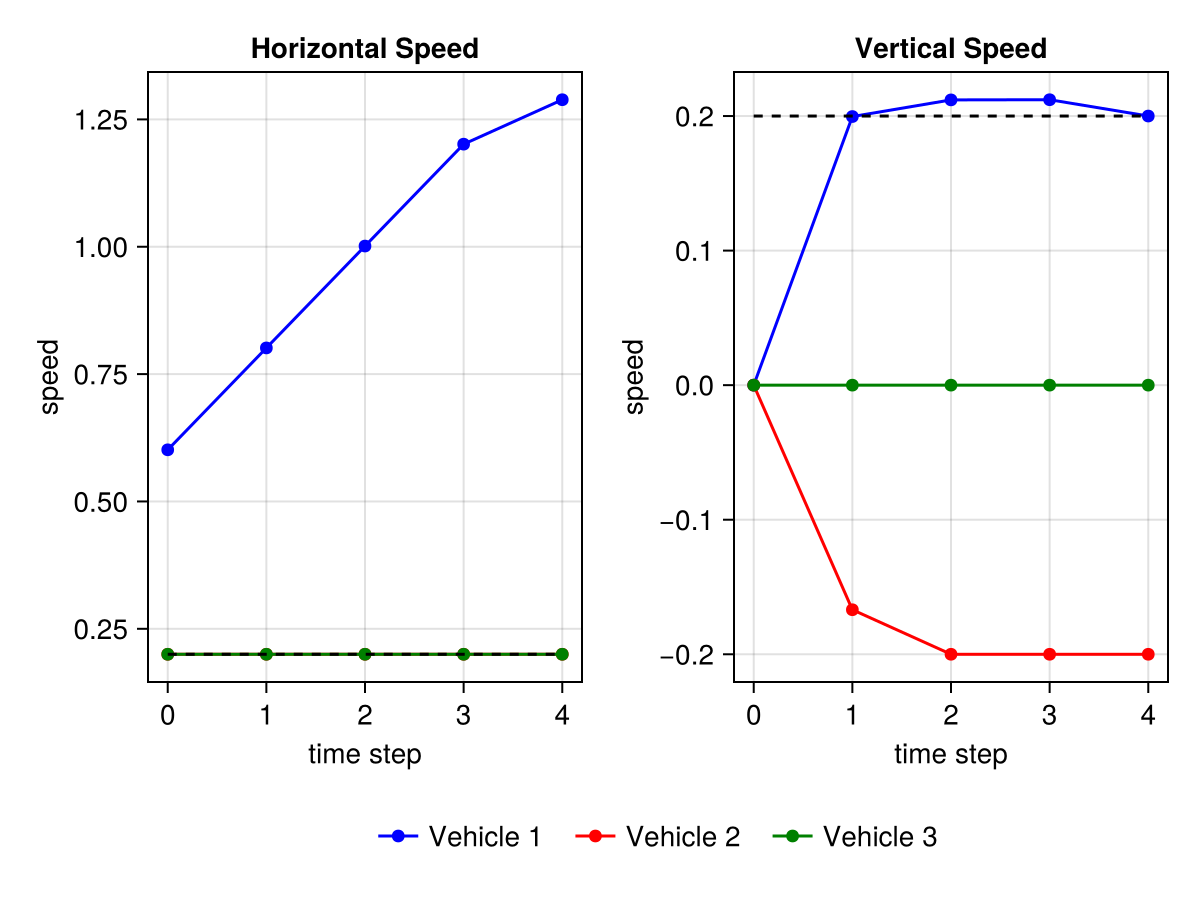 Horizontal Speed
1.25
1.00
0.75
0.50
0.25
speed
0 1 2 3 4
time step
Vertical Speed
0.2
0.1
0.0
−0.1
−0.2
speed
0 1 2 3 4
time step
Vehicle 1 Vehicle 2 Vehicle 3